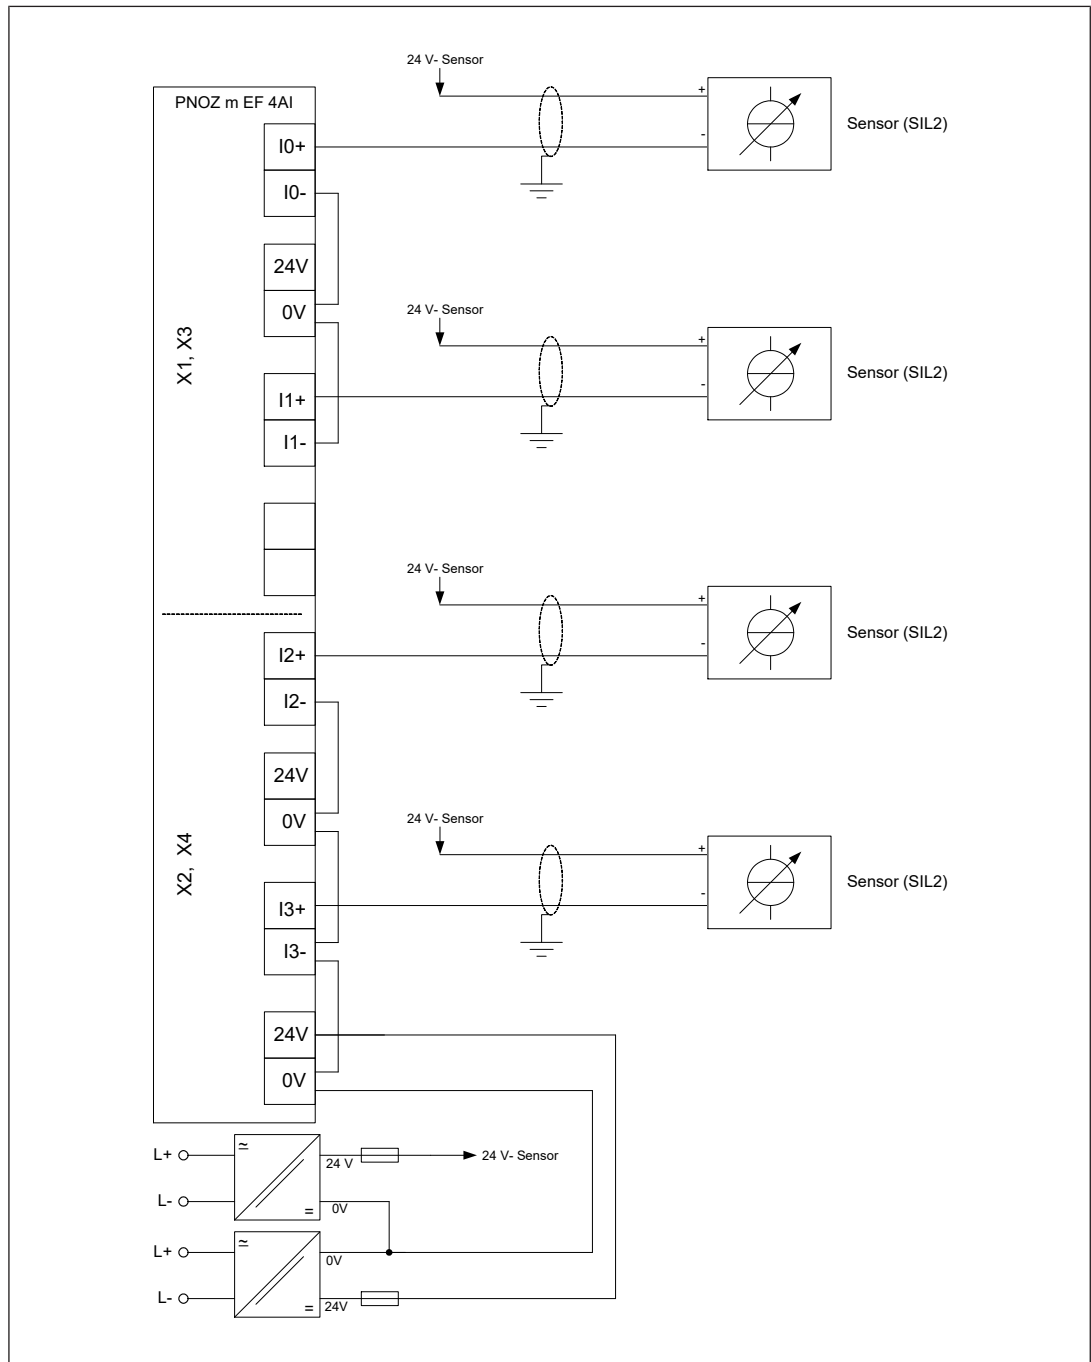 24 V- Sensor
PNOZ m EF 4AI
+
I0+
-
Sensor (SIL2)
I0-
24V
24 V- Sensor
0V
+
X1, X3
Sensor (SIL2)
-
I1+
I1-
24 V- Sensor
+
Sensor (SIL2)
-
I2+
I2-
24V
24 V- Sensor
0V
+
X2, X4
Sensor (SIL2)
-
I3+
I3-
24V
0V
L+
≃
24 V
24 V- Sensor
L-
=
0V
L+
≃
0V
L-
=
24V